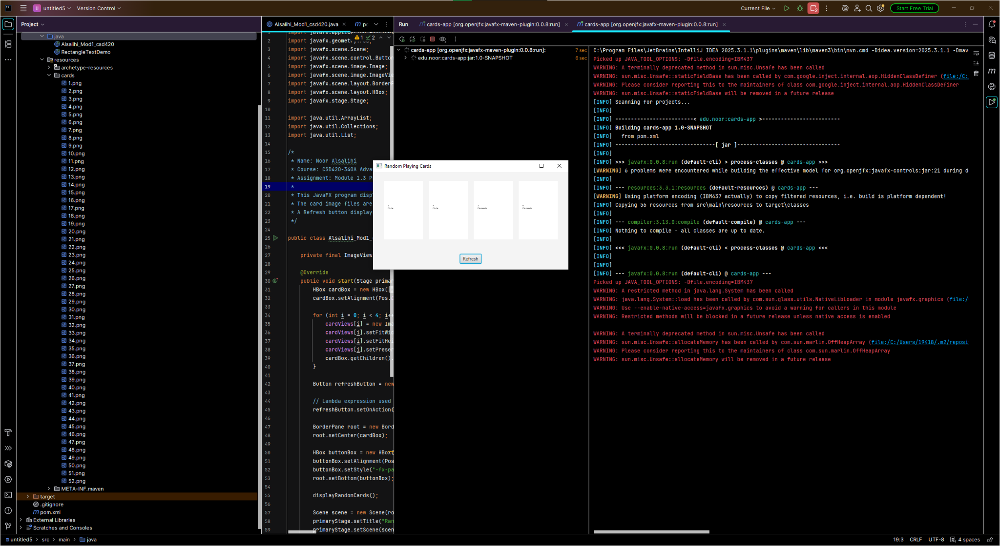 untitled5
Version Control
Current File
Start Free Trial
Project
java
Alsalihi_Mod1_csd420
RectangleTextDemo
resources
archetype-resources
cards
1.png
2.png
3.png
4.png
5.png
6.png
7.png
8.png
9.png
10.png
11.png
12.png
13.png
14.png
15.png
16.png
17.png
18.png
19.png
20.png
21.png
22.png
23.png
24.png
25.png
26.png
27.png
28.png
29.png
30.png
31.png
32.png
33.png
34.png
35.png
36.png
37.png
38.png
39.png
40.png
41.png
42.png
43.png
44.png
45.png
46.png
47.png
48.png
49.png
50.png
51.png
52.png
META-INF.maven
target
.gitignore
pom.xml
External Libraries
Scratches and Consoles
Alsalihi_Mod1_csd420.java
1 2
2 import javafx.geomet
3 import javafx.scene.Scene;
4 import javafx.scene.control.Butto
5 import javafx.scene.image.Image;
6 import javafx.scene.image.ImageVie
7 import javafx.scene.layout.Border
8 import javafx.scene.layout.HBox;
9 import javafx.stage.Stage;
10
11 import java.util.ArrayList;
12 import java.util.Collections;
13 import java.util.List;
14
15 /*
16 * Name: Noor Alsalihi
17 * Course: CSD420-340A Adva
18 * Assignment: Module 1.3 P
19 *
20 * This JavaFX program disp
21 * The card image files are
22 * A Refresh button display
23 */
24
25 public class Alsalihi_Mod1_
26
27 private final ImageView
28
29 @Override
30 public void start(Stage primar
31 HBox cardBox = new HBox(
32 cardBox.setAlignment(Pos.
33
34 for (int i = 0; i < 4; i+
35 cardViews[i] = new Ima
36 cardViews[i].setFitWid
37 cardViews[i].setFitHei
38 cardViews[i].setPreser
39 cardBox.getChildren().
40 }
41
42 Button refreshButton = new
43
44 // Lambda expression used
45 refreshButton.setOnAction(
46
47 BorderPane root = new Bord
48 root.setCenter(cardBox);
49
50 HBox buttonBox = new HBox(
51 buttonBox.setAlignment(Pos
52 buttonBox.setStyle("-fx-pa
53 root.setBottom(buttonBox);
54
55 displayRandomCards();
56
57 Scene scene = new Scene(ro
58 primaryStage.setTitle("Ran
59 primaryStage.setScene(scen
Run
cards-app [org.openjfx:javafx-maven-plugin:0.0.8:run]
cards-app [org.openjfx:javafx-maven-plugin:0.0.8:run]
cards-app [org.openjfx:javafx-maven-plugin:0.0.8:run]: 7 sec
edu.noor:cards-app:jar:1.0-SNAPSHOT 6 sec
Random Playing Cards
Refresh
C:\Program Files\JetBrains\IntelliJ IDEA 2025.3.1.1\plugins\maven\lib\maven3\bin\mvn.cmd -Didea.version=2025.3.1.1 -Dmav
Picked up JAVA_TOOL_OPTIONS: -Dfile.encoding=IBM437
WARNING: A terminally deprecated method in sun.misc.Unsafe has been called
WARNING: sun.misc.Unsafe::staticFieldBase has been called by com.google.inject.internal.aop.HiddenClassDefiner (file:/C:
WARNING: Please consider reporting this to the maintainers of class com.google.inject.internal.aop.HiddenClassDefiner
WARNING: sun.misc.Unsafe::staticFieldBase will be removed in a future release
[INFO] Scanning for projects...
[INFO]
[INFO] -------------------------< edu.noor:cards-app >-------------------------
[INFO] Building cards-app 1.0-SNAPSHOT
[INFO] from pom.xml
[INFO] --------------------------------[ jar ]---------------------------------
[INFO]
[INFO] >>> javafx:0.0.8:run (default-cli) > process-classes @ cards-app >>>
[WARNING] 6 problems were encountered while building the effective model for org.openjfx:javafx-controls:jar:21 during d
[INFO]
[INFO] --- resources:3.3.1:resources (default-resources) @ cards-app ---
[WARNING] Using platform encoding (IBM437 actually) to copy filtered resources, i.e. build is platform dependent!
[INFO] Copying 56 resources from src\main\resources to target\classes
[INFO]
[INFO] --- compiler:3.13.0:compile (default-compile) @ cards-app ---
[INFO] Nothing to compile - all classes are up to date.
[INFO]
[INFO] <<< javafx:0.0.8:run (default-cli) < process-classes @ cards-app <<<
[INFO]
[INFO]
[INFO] --- javafx:0.0.8:run (default-cli) @ cards-app ---
Picked up JAVA_TOOL_OPTIONS: -Dfile.encoding=IBM437
WARNING: A restricted method in java.lang.System has been called
WARNING: java.lang.System::load has been called by com.sun.glass.utils.NativeLibLoader in module javafx.graphics (file:/
WARNING: Use --enable-native-access=javafx.graphics to avoid a warning for callers in this module
WARNING: Restricted methods will be blocked in a future release unless native access is enabled
WARNING: A terminally deprecated method in sun.misc.Unsafe has been called
WARNING: sun.misc.Unsafe::allocateMemory has been called by com.sun.marlin.OffHeapArray (file:/C:/Users/19418/.m2/reposi
WARNING: Please consider reporting this to the maintainers of class com.sun.marlin.OffHeapArray
WARNING: sun.misc.Unsafe::allocateMemory will be removed in a future release
untitled5 > src > main > java
19:3 CRLF UTF-8 4 spaces